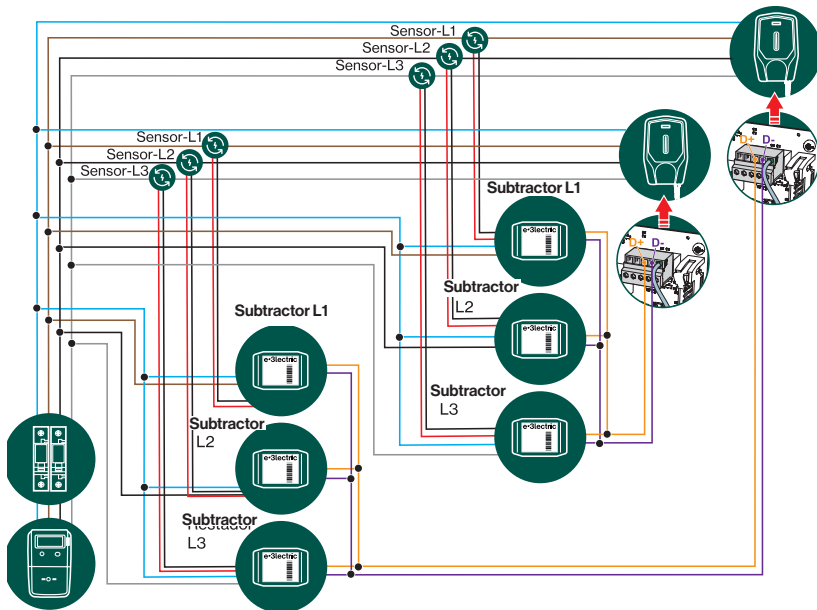 Sensor-L1
Sensor-L2
Sensor-L3
D+ D-
Sensor-L1
Sensor-L2
Sensor-L3
Subtractor L1
e•3lectric
D+ D-
Subtractor
L2
e•3lectric
Subtractor L1
e•3lectric
Subtractor
L3
e•3lectric
Subtractor
L2
e•3lectric
Subtractor
Restador
L3
e•3lectric